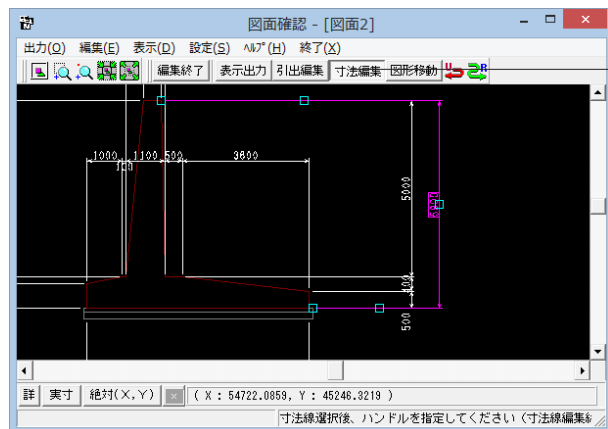 図面確認 - [図面2]
出力(O) 編集(E) 表示(D) 設定(S) ﾍﾙﾌﾟ(H) 終了(X)
編集終了 表示出力 引出編集 寸法編集 図形移動
1000 1100 500 3600
100
5000
500
詳 実寸 絶対(X,Y) ( X : 54722.0859, Y : 45246.3219 )
寸法線選択後、ハンドルを指定してください（寸法線編集